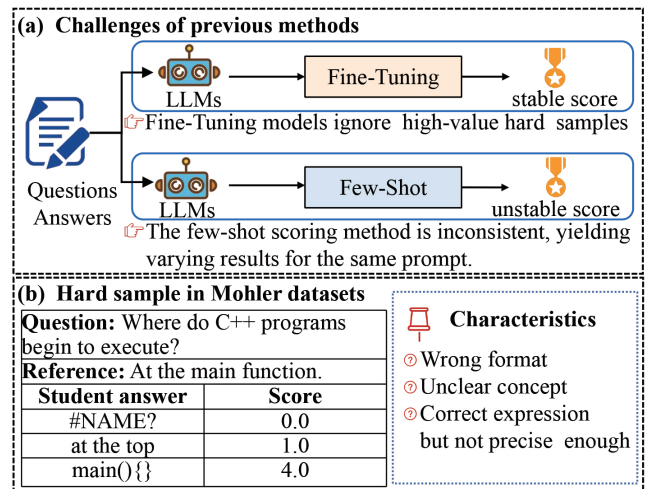 (a) Challenges of previous methods
Questions
Answers
LLMs
Fine-Tuning
stable score
☞Fine-Tuning models ignore high-value hard samples
LLMs
Few-Shot
unstable score
☞The few-shot scoring method is inconsistent, yielding
varying results for the same prompt.
(b) Hard sample in Mohler datasets
Question: Where do C++ programs
begin to execute?
Reference: At the main function.
Student answer Score
#NAME? 0.0
at the top 1.0
main(){} 4.0
Characteristics
? Wrong format
? Unclear concept
? Correct expression
but not precise enough